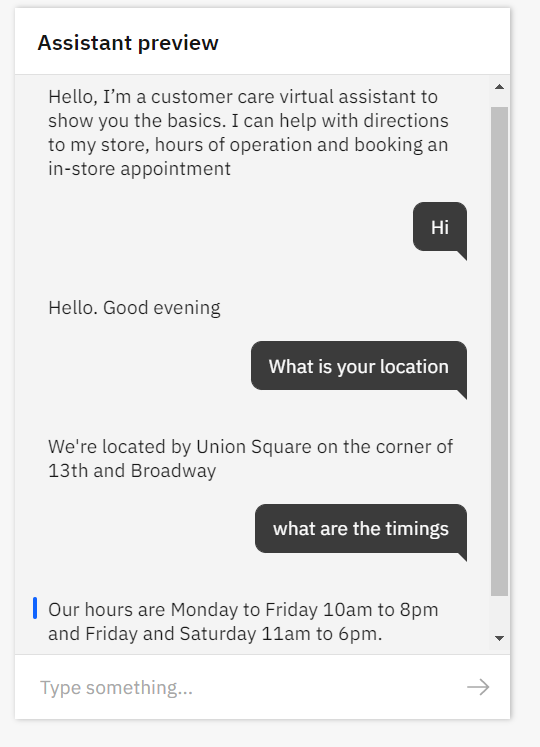 Assistant preview
Hello, I’m a customer care virtual assistant to
show you the basics. I can help with directions
to my store, hours of operation and booking an
in-store appointment
Hi
Hello. Good evening
What is your location
We're located by Union Square on the corner of
13th and Broadway
what are the timings
Our hours are Monday to Friday 10am to 8pm
and Friday and Saturday 11am to 6pm.
Type something...